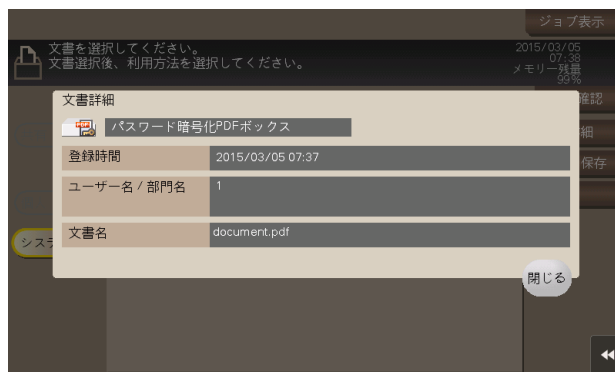 ジョブ表示
文書を選択してください。
文書選択後、利用方法を選択してください。
2015/03/05
07:38
メモリー残量
99%
文書詳細
確認
パスワード暗号化PDFボックス
細
登録時間
2015/03/05 07:37
保存
ユーザー名 / 部門名
1
文書名
document.pdf
システ
閉じる